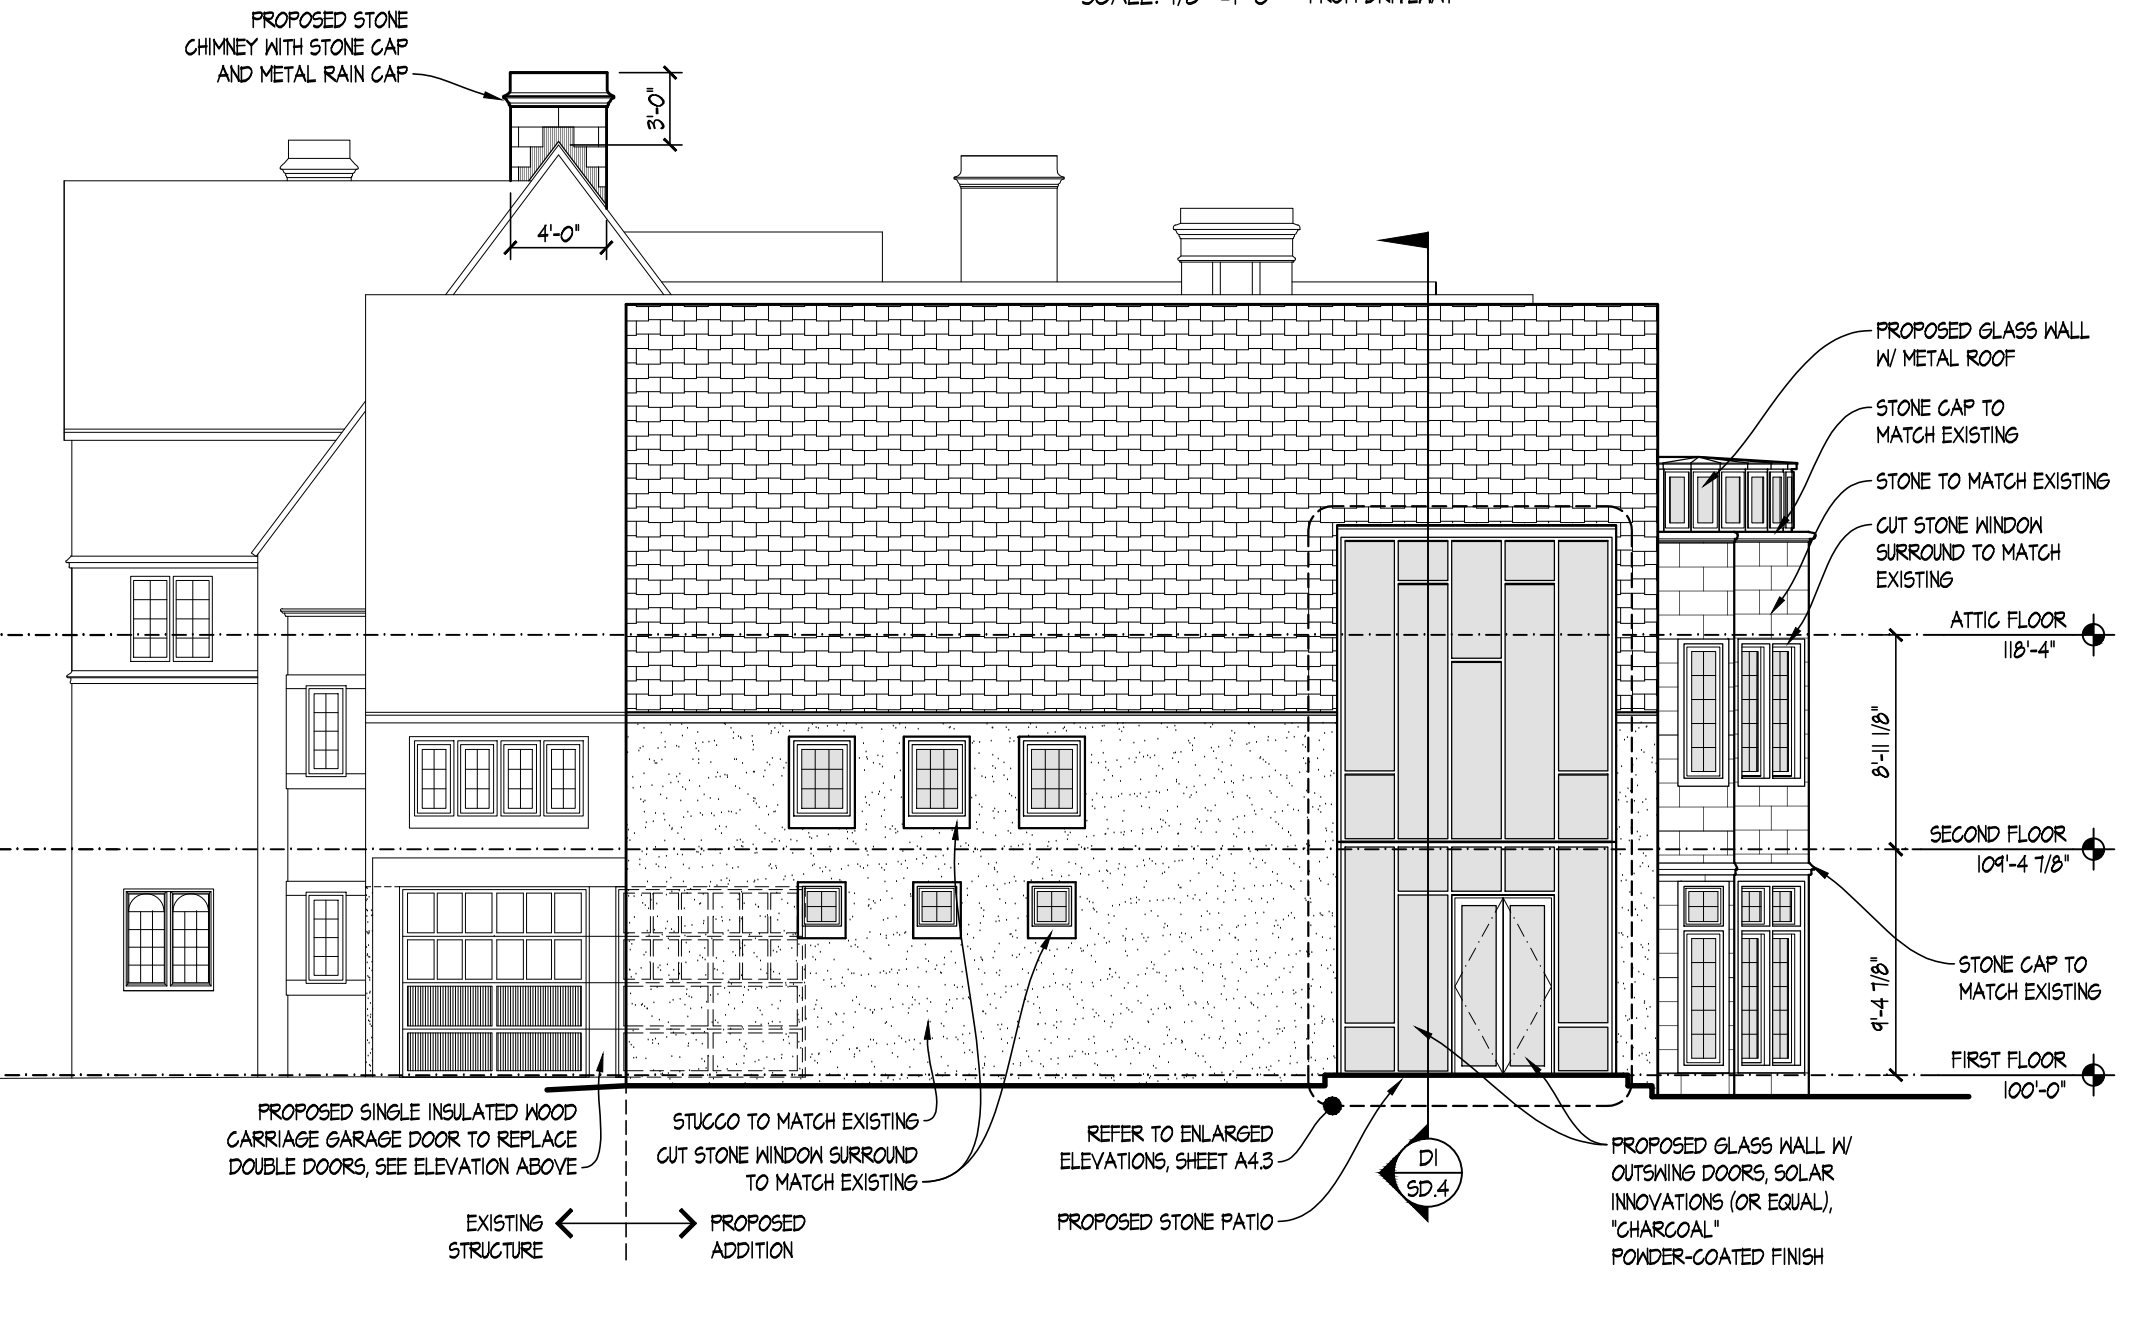 PROPOSED STONE
CHIMNEY WITH STONE CAP
AND METAL RAIN CAP
3'-0"
4'-0"
PROPOSED GLASS WALL
W/ METAL ROOF
STONE CAP TO
MATCH EXISTING
STONE TO MATCH EXISTING
CUT STONE WINDOW
SURROUND TO MATCH
EXISTING
ATTIC FLOOR
118'-4"
8'-11 1/8"
SECOND FLOOR
109'-4 7/8"
STONE CAP TO
MATCH EXISTING
9'-4 7/8"
FIRST FLOOR
100'-0"
PROPOSED SINGLE INSULATED WOOD
CARRIAGE GARAGE DOOR TO REPLACE
DOUBLE DOORS, SEE ELEVATION ABOVE
STUCCO TO MATCH EXISTING
CUT STONE WINDOW SURROUND
TO MATCH EXISTING
REFER TO ENLARGED
ELEVATIONS, SHEET A4.3
PROPOSED STONE PATIO
D1
SD.4
PROPOSED GLASS WALL W/
OUTSWING DOORS, SOLAR
INNOVATIONS (OR EQUAL),
"CHARCOAL"
POWDER-COATED FINISH
EXISTING
STRUCTURE
PROPOSED
ADDITION